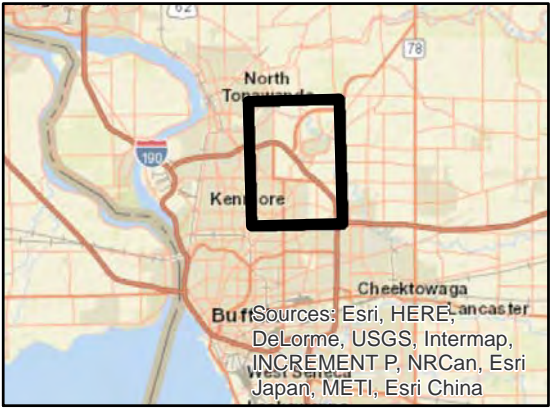 62
78
North
Tonawanda
190
Kenmore
Cheektowaga
Lancaster
Sources: Esri, HERE,
DeLorme, USGS, Intermap,
INCREMENT P, NRCan, Esri
Japan, METI, Esri China
West Seneca